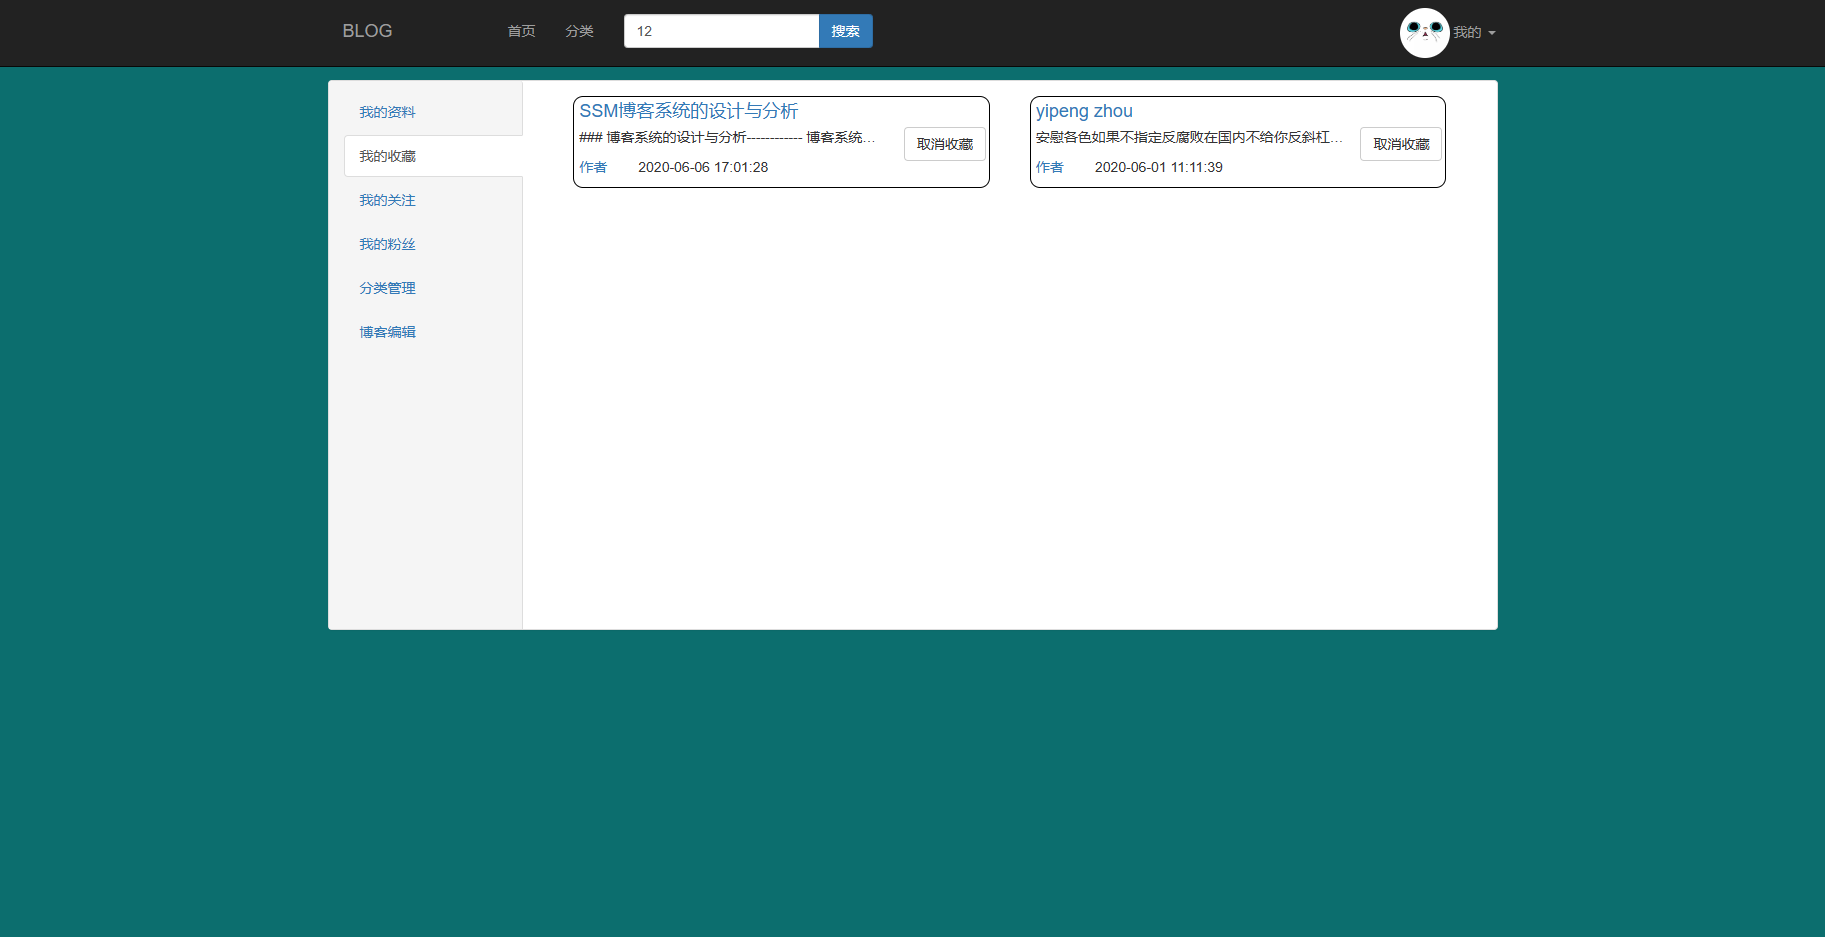 BLOG 首页 分类 12 搜索 我的
我的资料
我的收藏
我的关注
我的粉丝
分类管理
博客编辑
SSM博客系统的设计与分析
### 博客系统的设计与分析------------ 博客系统...
取消收藏
作者 2020-06-06 17:01:28
yipeng zhou
安慰各色如果不指定反腐败在国内不给你反斜杠...
取消收藏
作者 2020-06-01 11:11:39